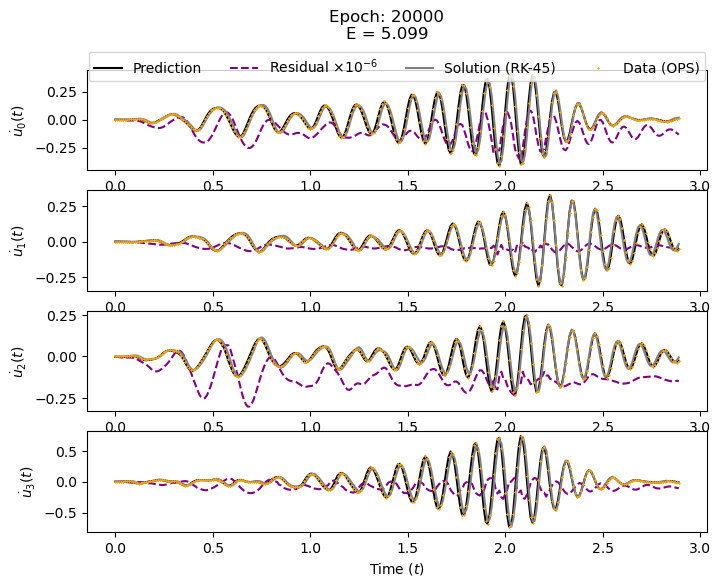 Epoch: 20000
E = 5.099
Prediction Residual ×10⁻⁶ Solution (RK-45) Data (OPS)
u̇₀(t)
0.25
0.00
−0.25
0.0 0.5 1.0 1.5 2.0 2.5 3.0
u̇₁(t)
0.25
0.00
−0.25
0.0 0.5 1.0 1.5 2.0 2.5 3.0
u̇₂(t)
0.25
0.00
−0.25
0.0 0.5 1.0 1.5 2.0 2.5 3.0
u̇₃(t)
0.5
0.0
−0.5
0.0 0.5 1.0 1.5 2.0 2.5 3.0
Time (t)